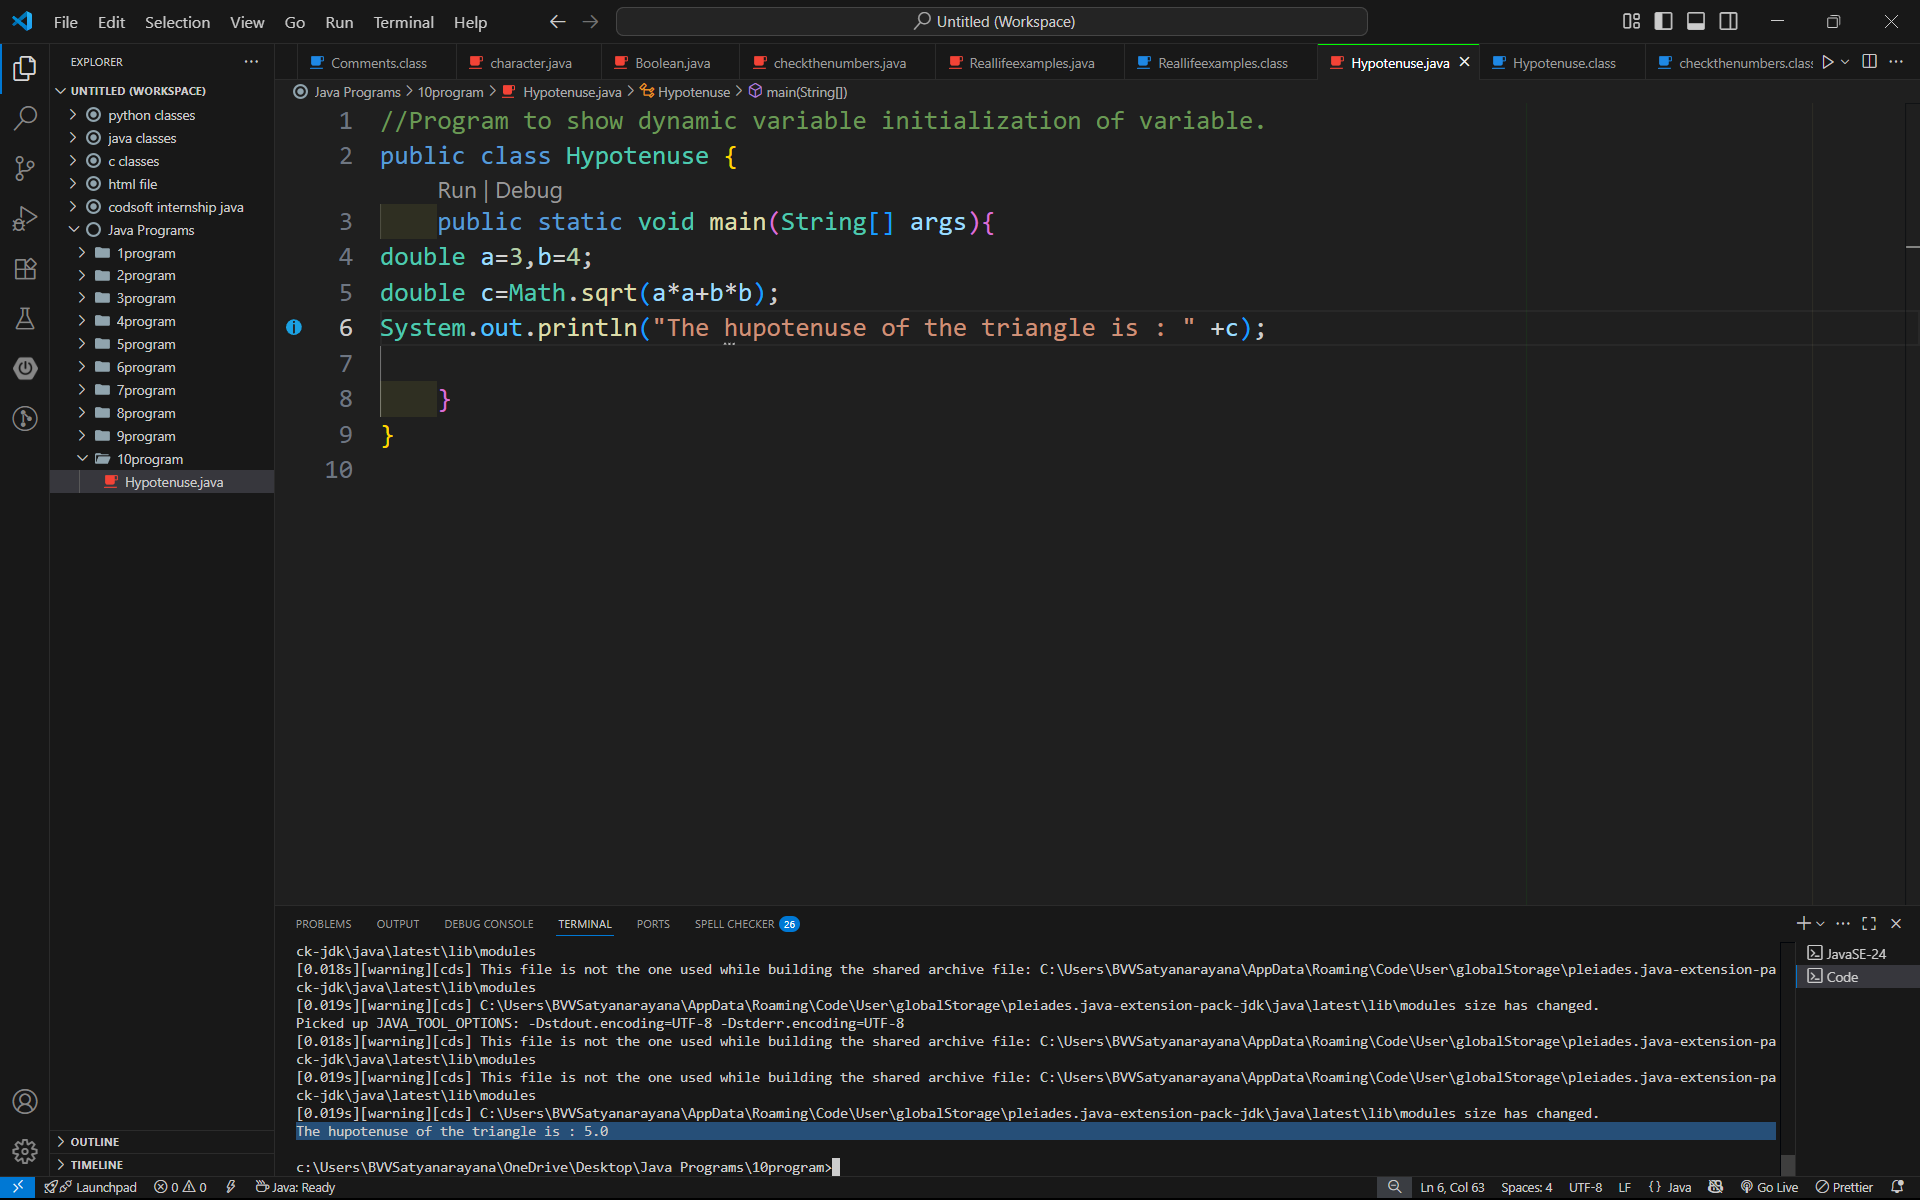 File Edit Selection View Go Run Terminal Help
Untitled (Workspace)
EXPLORER
Comments.class character.java Boolean.java checkthenumbers.java Reallifeexamples.java Reallifeexamples.class Hypotenuse.java Hypotenuse.class checkthenumbers.class
UNTITLED (WORKSPACE)
python classes
java classes
c classes
html file
codsoft internship java
Java Programs
1program
2program
3program
4program
5program
6program
7program
8program
9program
10program
Hypotenuse.java
OUTLINE
TIMELINE
Java Programs > 10program > Hypotenuse.java > Hypotenuse > main(String[])
1 //Program to show dynamic variable initialization of variable.
2 public class Hypotenuse {
Run | Debug
3 public static void main(String[] args){
4 double a=3,b=4;
5 double c=Math.sqrt(a*a+b*b);
6 System.out.println("The hupotenuse of the triangle is : " +c);
7
8 }
9 }
10
PROBLEMS OUTPUT DEBUG CONSOLE TERMINAL PORTS SPELL CHECKER 26
ck-jdk\java\latest\lib\modules
[0.018s][warning][cds] This file is not the one used while building the shared archive file: C:\Users\BVVSatyanarayana\AppData\Roaming\Code\User\globalStorage\pleiades.java-extension-pa
ck-jdk\java\latest\lib\modules
[0.019s][warning][cds] C:\Users\BVVSatyanarayana\AppData\Roaming\Code\User\globalStorage\pleiades.java-extension-pack-jdk\java\latest\lib\modules size has changed.
Picked up JAVA_TOOL_OPTIONS: -Dstdout.encoding=UTF-8 -Dstderr.encoding=UTF-8
[0.018s][warning][cds] This file is not the one used while building the shared archive file: C:\Users\BVVSatyanarayana\AppData\Roaming\Code\User\globalStorage\pleiades.java-extension-pa
ck-jdk\java\latest\lib\modules
[0.019s][warning][cds] This file is not the one used while building the shared archive file: C:\Users\BVVSatyanarayana\AppData\Roaming\Code\User\globalStorage\pleiades.java-extension-pa
ck-jdk\java\latest\lib\modules
[0.019s][warning][cds] C:\Users\BVVSatyanarayana\AppData\Roaming\Code\User\globalStorage\pleiades.java-extension-pack-jdk\java\latest\lib\modules size has changed.
The hupotenuse of the triangle is : 5.0
c:\Users\BVVSatyanarayana\OneDrive\Desktop\Java Programs\10program>
JavaSE-24
Code
Launchpad 0 0 Java: Ready Ln 6, Col 63 Spaces: 4 UTF-8 LF {} Java Go Live Prettier